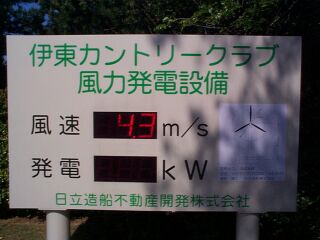 伊東カントリークラブ
風力発電設備
風速 4.3 m/s
発電 kW
日立造船不動産開発株式会社